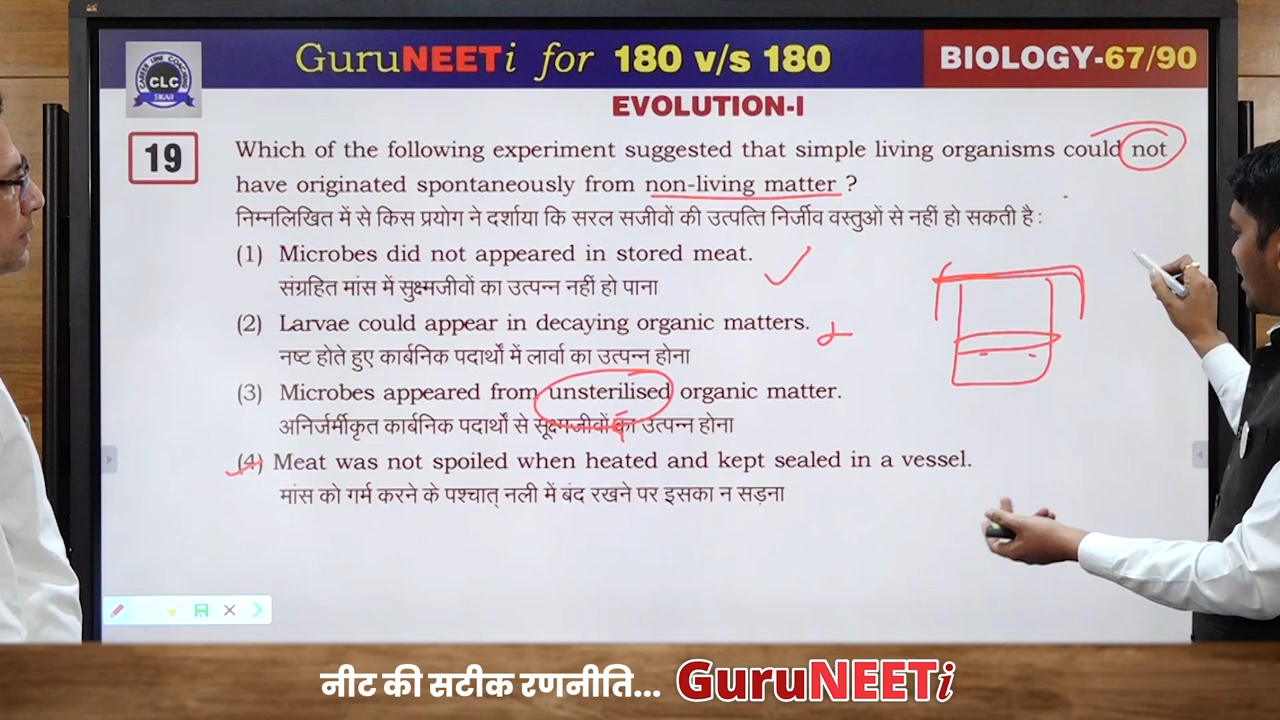 GuruNEETi for 180 v/s 180
BIOLOGY-67/90
CAREER LINE COACHING
CLC
SIKAR
EVOLUTION-I
19
Which of the following experiment suggested that simple living organisms could not
have originated spontaneously from non-living matter ?
निम्नलिखित में से किस प्रयोग ने दर्शाया कि सरल सजीवों की उत्पत्ति निर्जीव वस्तुओं से नहीं हो सकती है :
(1) Microbes did not appeared in stored meat.
संग्रहित मांस में सुक्ष्मजीवों का उत्पन्न नहीं हो पाना
(2) Larvae could appear in decaying organic matters.
नष्ट होते हुए कार्बनिक पदार्थों में लार्वा का उत्पन्न होना
(3) Microbes appeared from unsterilised organic matter.
अनिर्जर्मीकृत कार्बनिक पदार्थों से सूक्ष्मजीवों का उत्पन्न होना
(4) Meat was not spoiled when heated and kept sealed in a vessel.
मांस को गर्म करने के पश्चात् नली में बंद रखने पर इसका न सड़ना
नीट की सटीक रणनीति... GuruNEETi